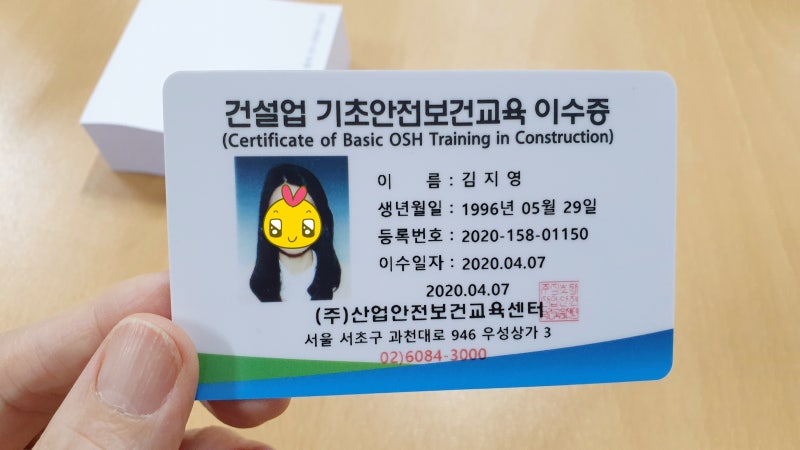 건설업 기초안전보건교육 이수증
(Certificate of Basic OSH Training in Construction)
이 름 : 김 지 영
생년월일 : 1996년 05월 29일
등록번호 : 2020-158-01150
이수일자 : 2020.04.07
2020.04.07
(주)산업안전보건교육센터
서울 서초구 과천대로 946 우성상가 3
02)6084-3000